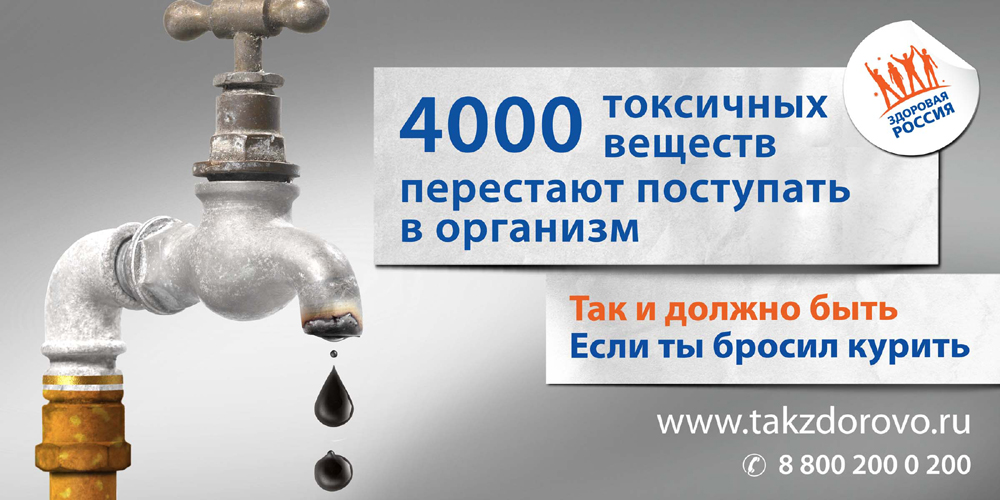 4000 токсичных
веществ
перестают поступать
в организм
ЗДОРОВАЯ
РОССИЯ
Так и должно быть
Если ты бросил курить
www.takzdorovo.ru
✆ 8 800 200 0 200